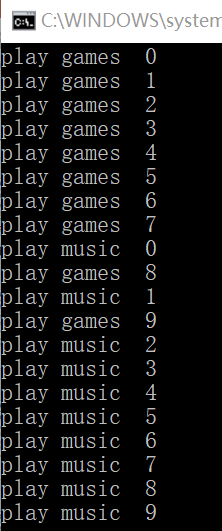 C:\WINDOWS\system
play games  0
play games  1
play games  2
play games  3
play games  4
play games  5
play games  6
play games  7
play music  0
play games  8
play music  1
play games  9
play music  2
play music  3
play music  4
play music  5
play music  6
play music  7
play music  8
play music  9